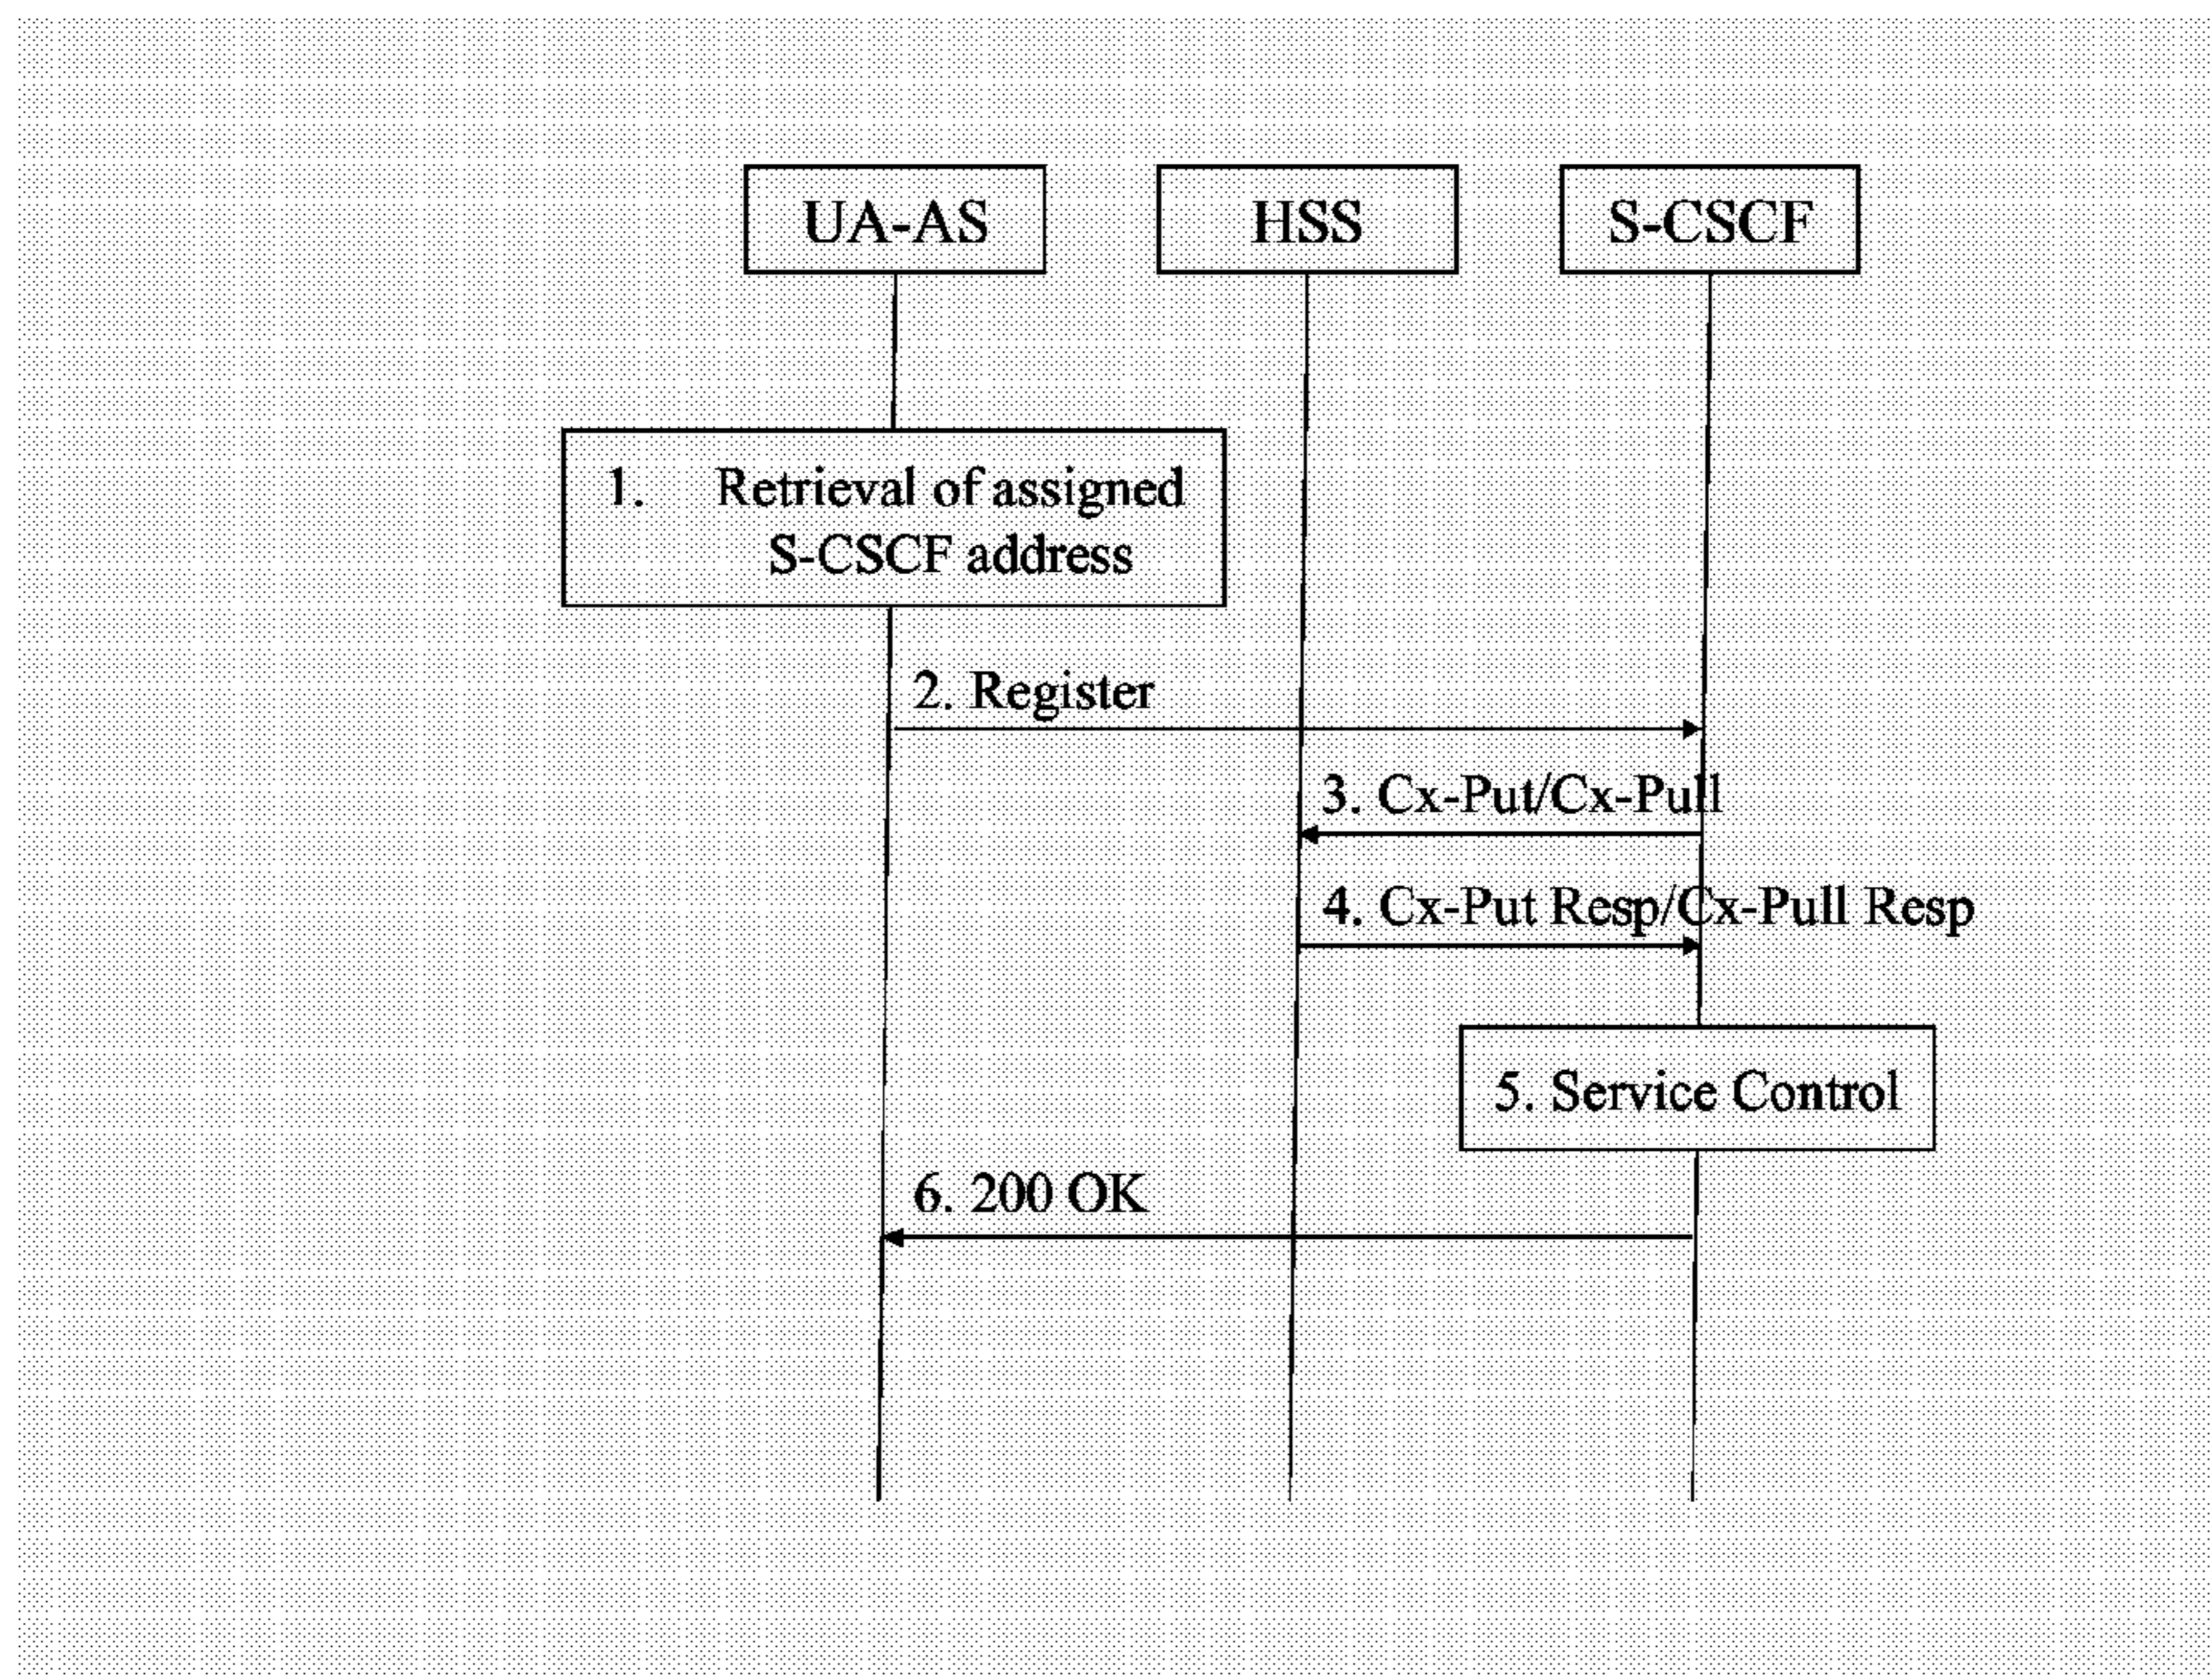 UA-AS
HSS
S-CSCF
1. Retrieval of assigned
S-CSCF address
2. Register
3. Cx-Put/Cx-Pull
4. Cx-Put Resp/Cx-Pull Resp
5. Service Control
6. 200 OK